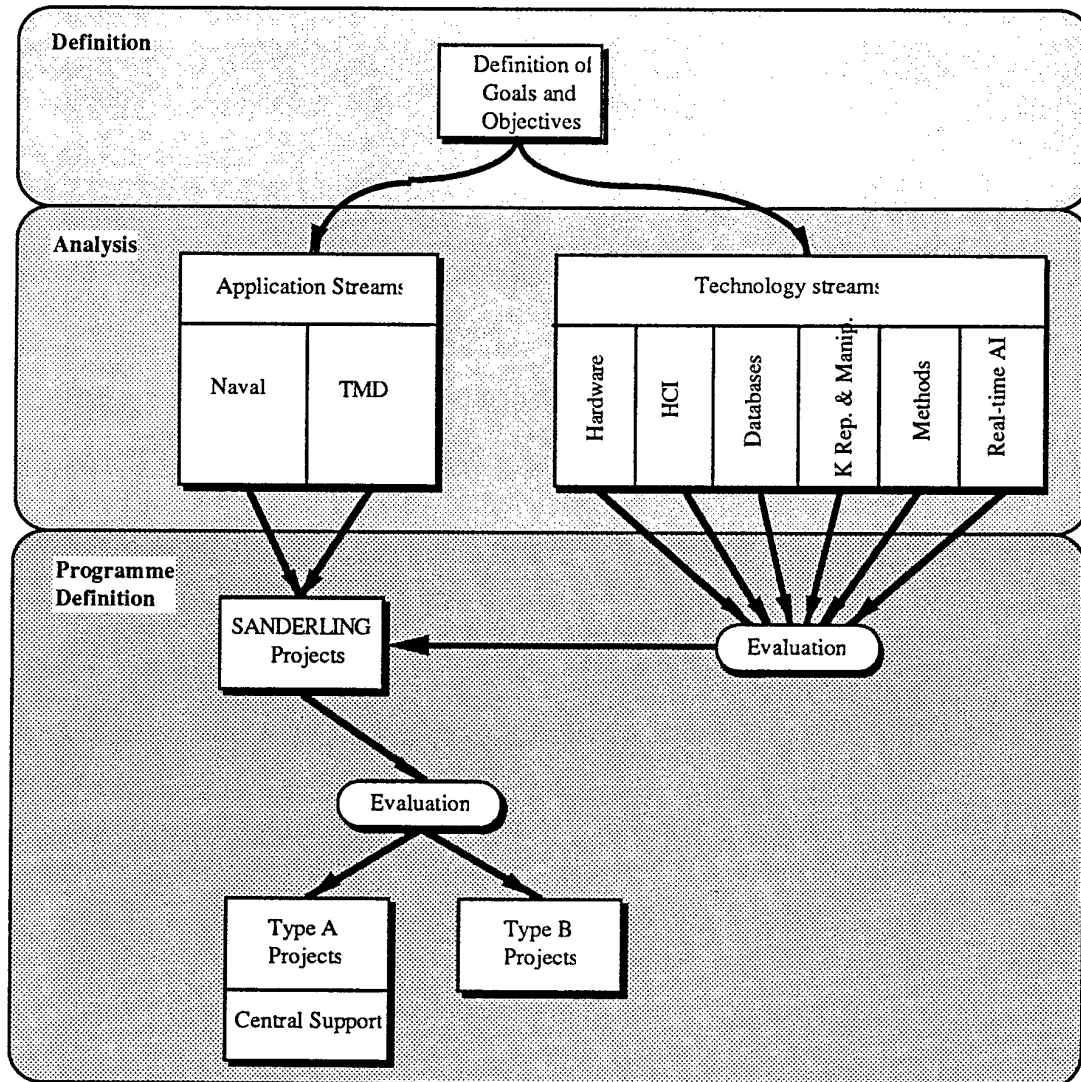 Definition
Definition of
Goals and
Objectives
Analysis
Application Streams
Naval
TMD
Technology streams
Hardware
HCI
Databases
K Rep. & Manip.
Methods
Real-time AI
Programme
Definition
SANDERLING
Projects
Evaluation
Evaluation
Type A
Projects
Central Support
Type B
Projects